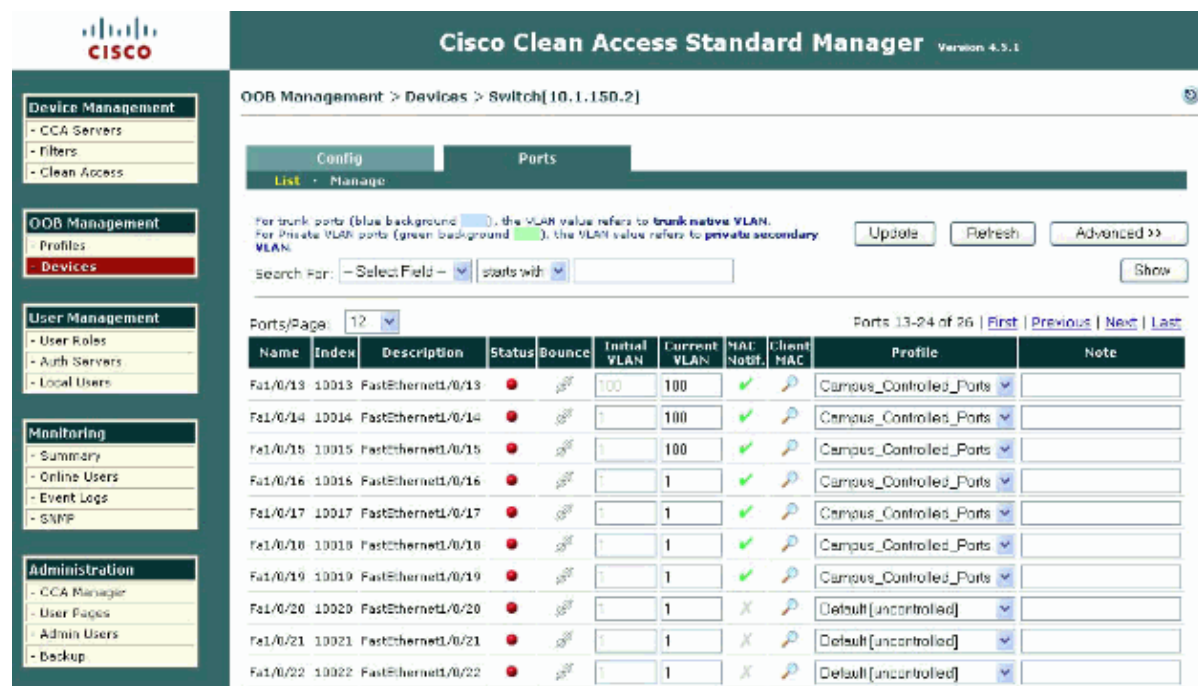 CISCO
Cisco Clean Access Standard Manager Version 4.5.1
Device Management
- CCA Servers
- Filters
- Clean Access
OOB Management
- Profiles
- Devices
User Management
- User Roles
- Auth Servers
- Local Users
Monitoring
- Summary
- Online Users
- Event Logs
- SNMP
Administration
- CCA Manager
- User Pages
- Admin Users
- Backup
OOB Management > Devices > Switch[10.1.150.2]
Config Ports
List · Manage
For trunk ports (blue background ), the VLAN value refers to trunk native VLAN.
For Private VLAN ports (green background ), the VLAN value refers to private secondary
VLAN.
Update Refresh Advanced >>
Search For: -- Select Field -- starts with
Show
Ports/Page: 12
Ports 13-24 of 26 | First | Previous | Next | Last
Name Index Description Status Bounce Initial VLAN Current VLAN MAC Notif. Client MAC Profile Note
Fa1/0/13 10013 FastEthernet1/0/13 100 100 Campus_Controlled_Ports
Fa1/0/14 10014 FastEthernet1/0/14 1 100 Campus_Controlled_Ports
Fa1/0/15 10015 FastEthernet1/0/15 1 100 Campus_Controlled_Ports
Fa1/0/16 10016 FastEthernet1/0/16 1 1 Campus_Controlled_Ports
Fa1/0/17 10017 FastEthernet1/0/17 1 1 Campus_Controlled_Ports
Fa1/0/18 10018 FastEthernet1/0/18 1 1 Campus_Controlled_Ports
Fa1/0/19 10019 FastEthernet1/0/19 1 1 Campus_Controlled_Ports
Fa1/0/20 10020 FastEthernet1/0/20 1 1 Default [uncontrolled]
Fa1/0/21 10021 FastEthernet1/0/21 1 1 Default [uncontrolled]
Fa1/0/22 10022 FastEthernet1/0/22 1 1 Default [uncontrolled]